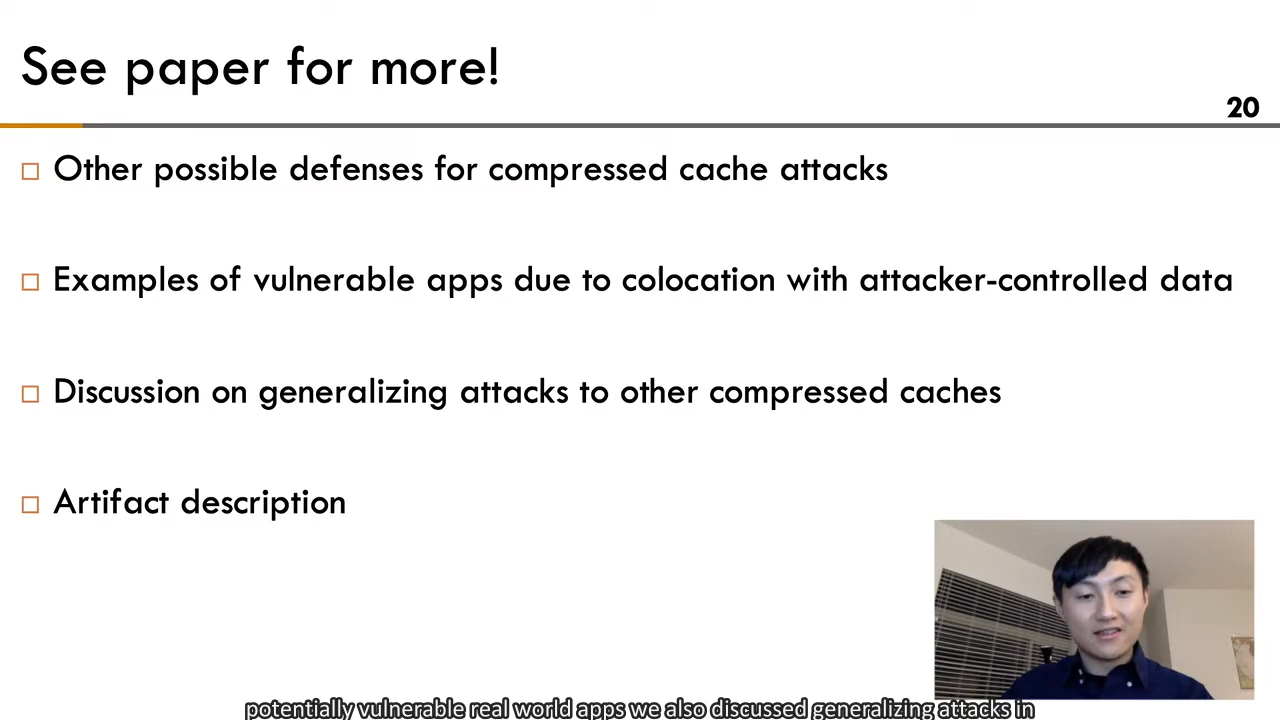 See paper for more!
20
Other possible defenses for compressed cache attacks
Examples of vulnerable apps due to colocation with attacker-controlled data
Discussion on generalizing attacks to other compressed caches
Artifact description
potentially vulnerable real world apps we also discussed generalizing attacks in